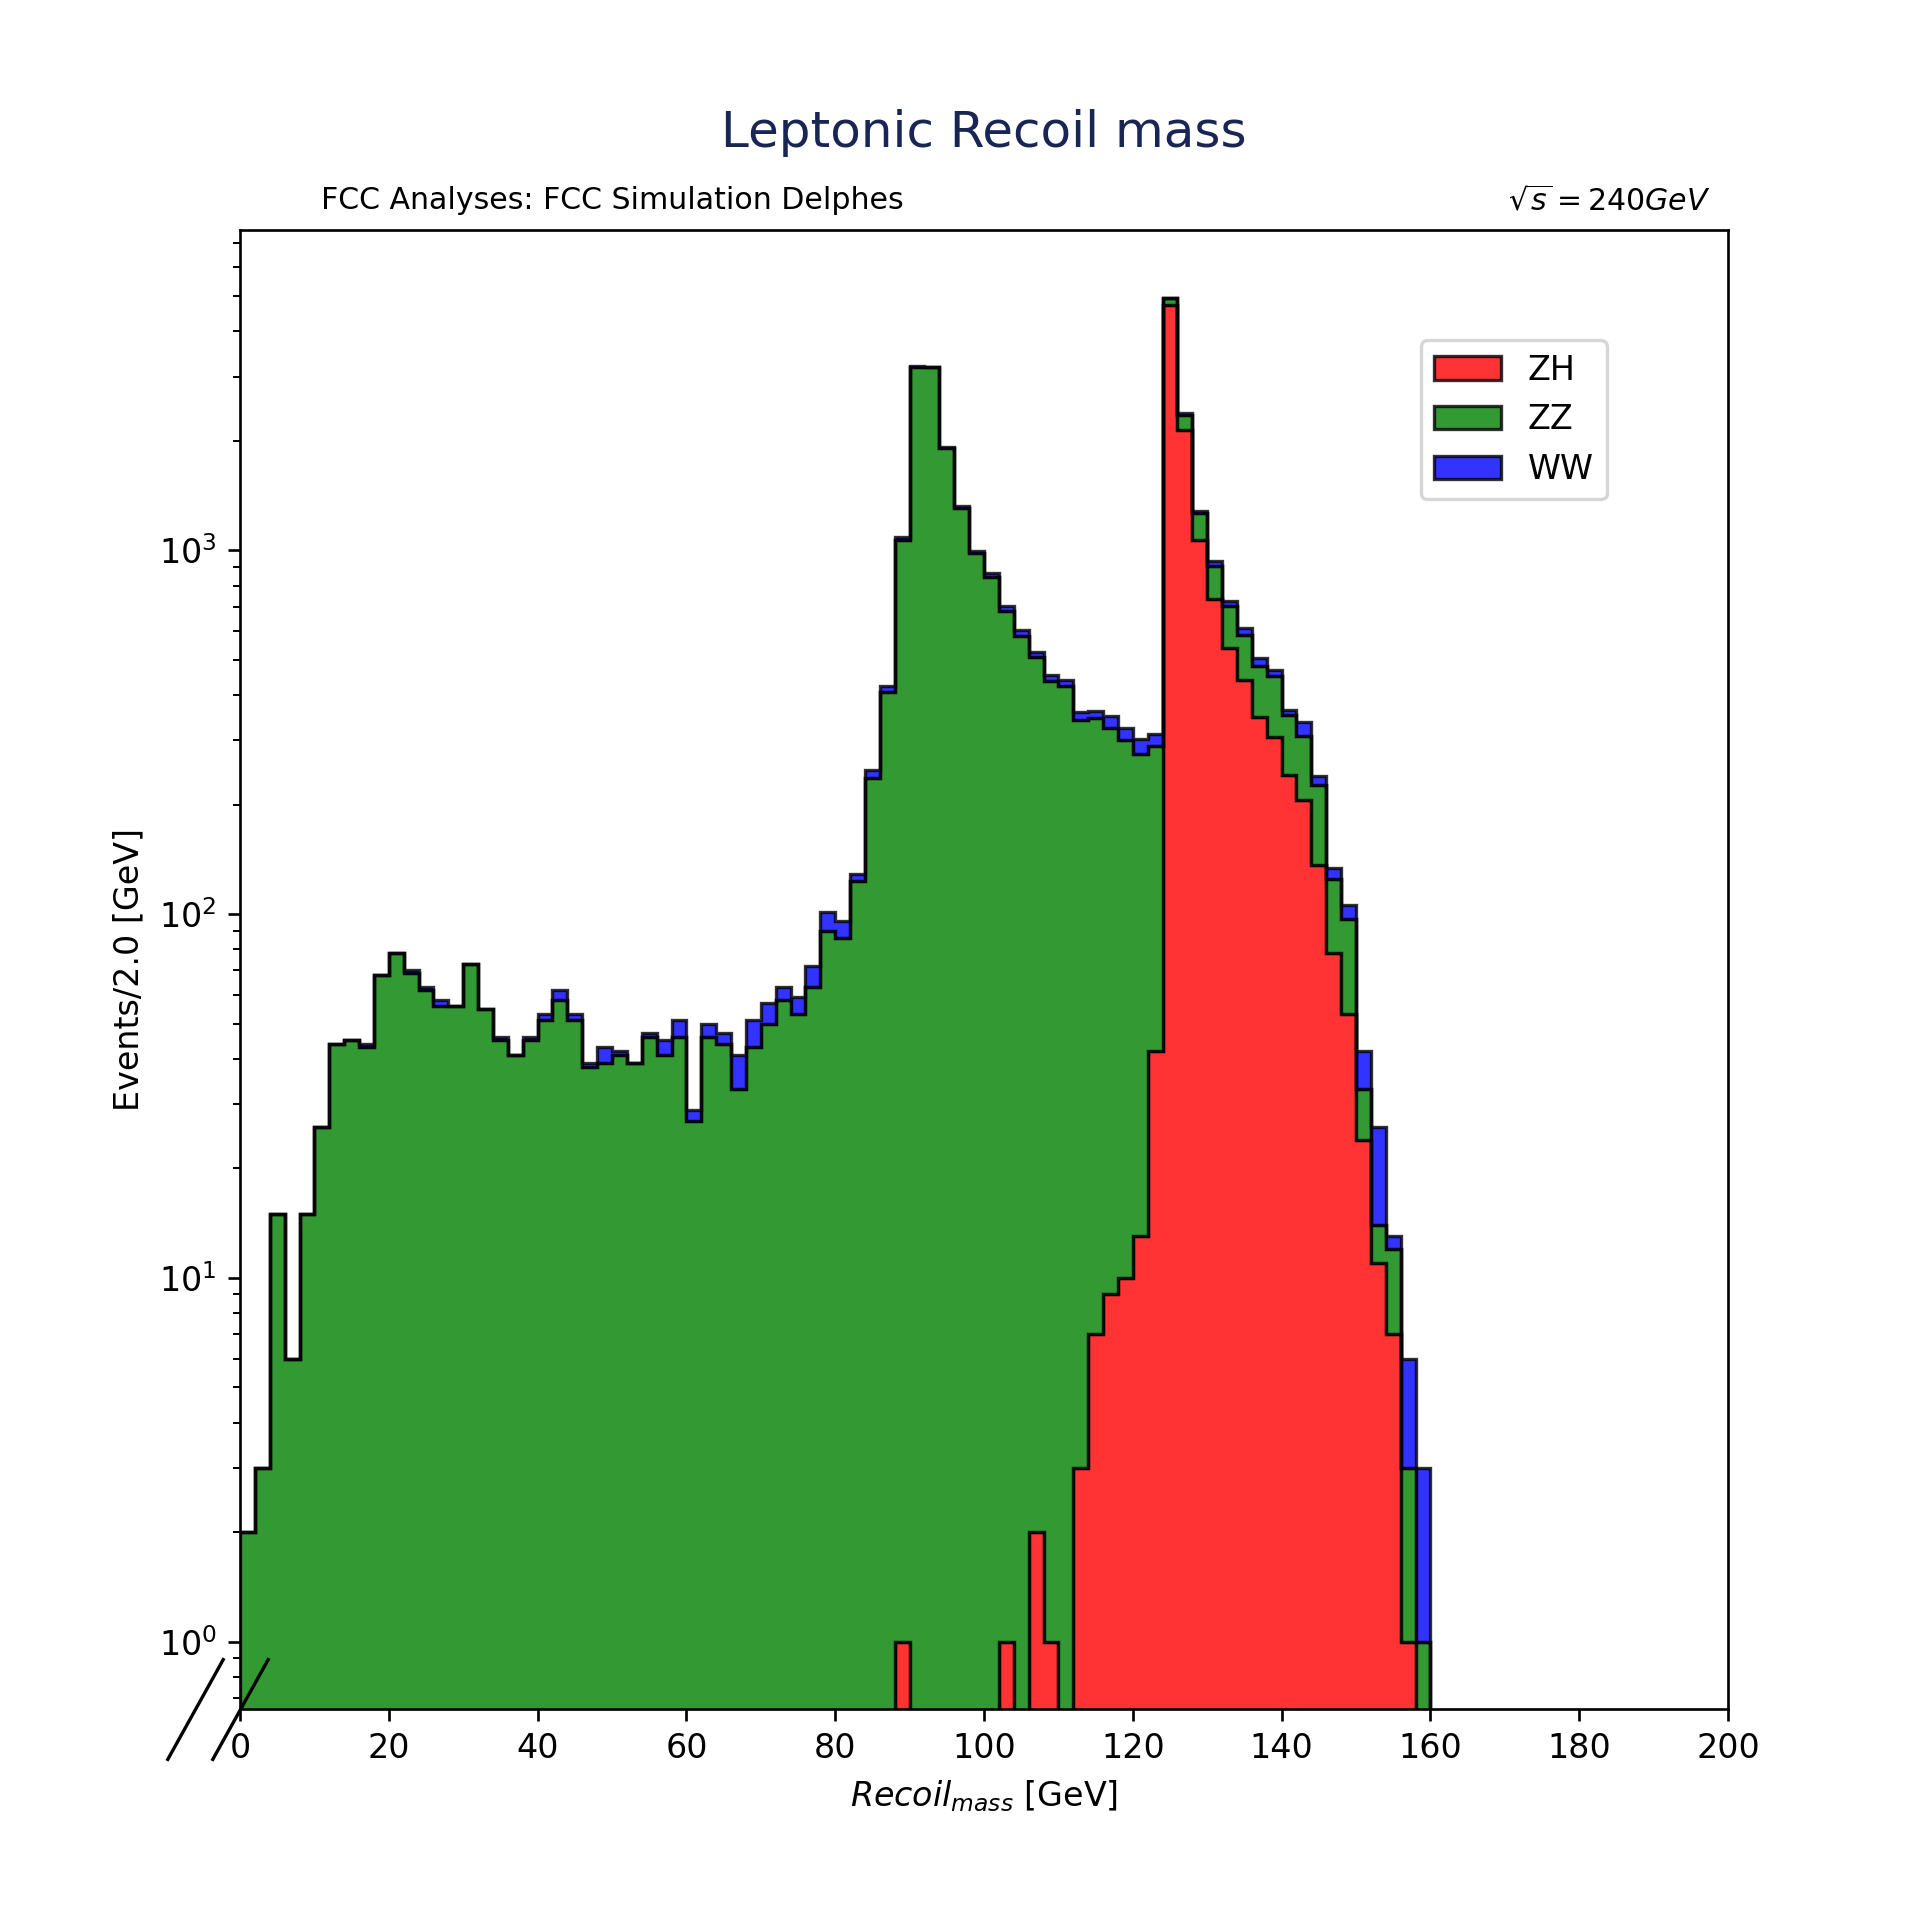 Leptonic Recoil mass
FCC Analyses: FCC Simulation Delphes
√s = 240GeV
ZH
ZZ
WW
Events/2.0 [GeV]
10³
10²
10¹
10⁰
0 20 40 60 80 100 120 140 160 180 200
Recoil_mass [GeV]